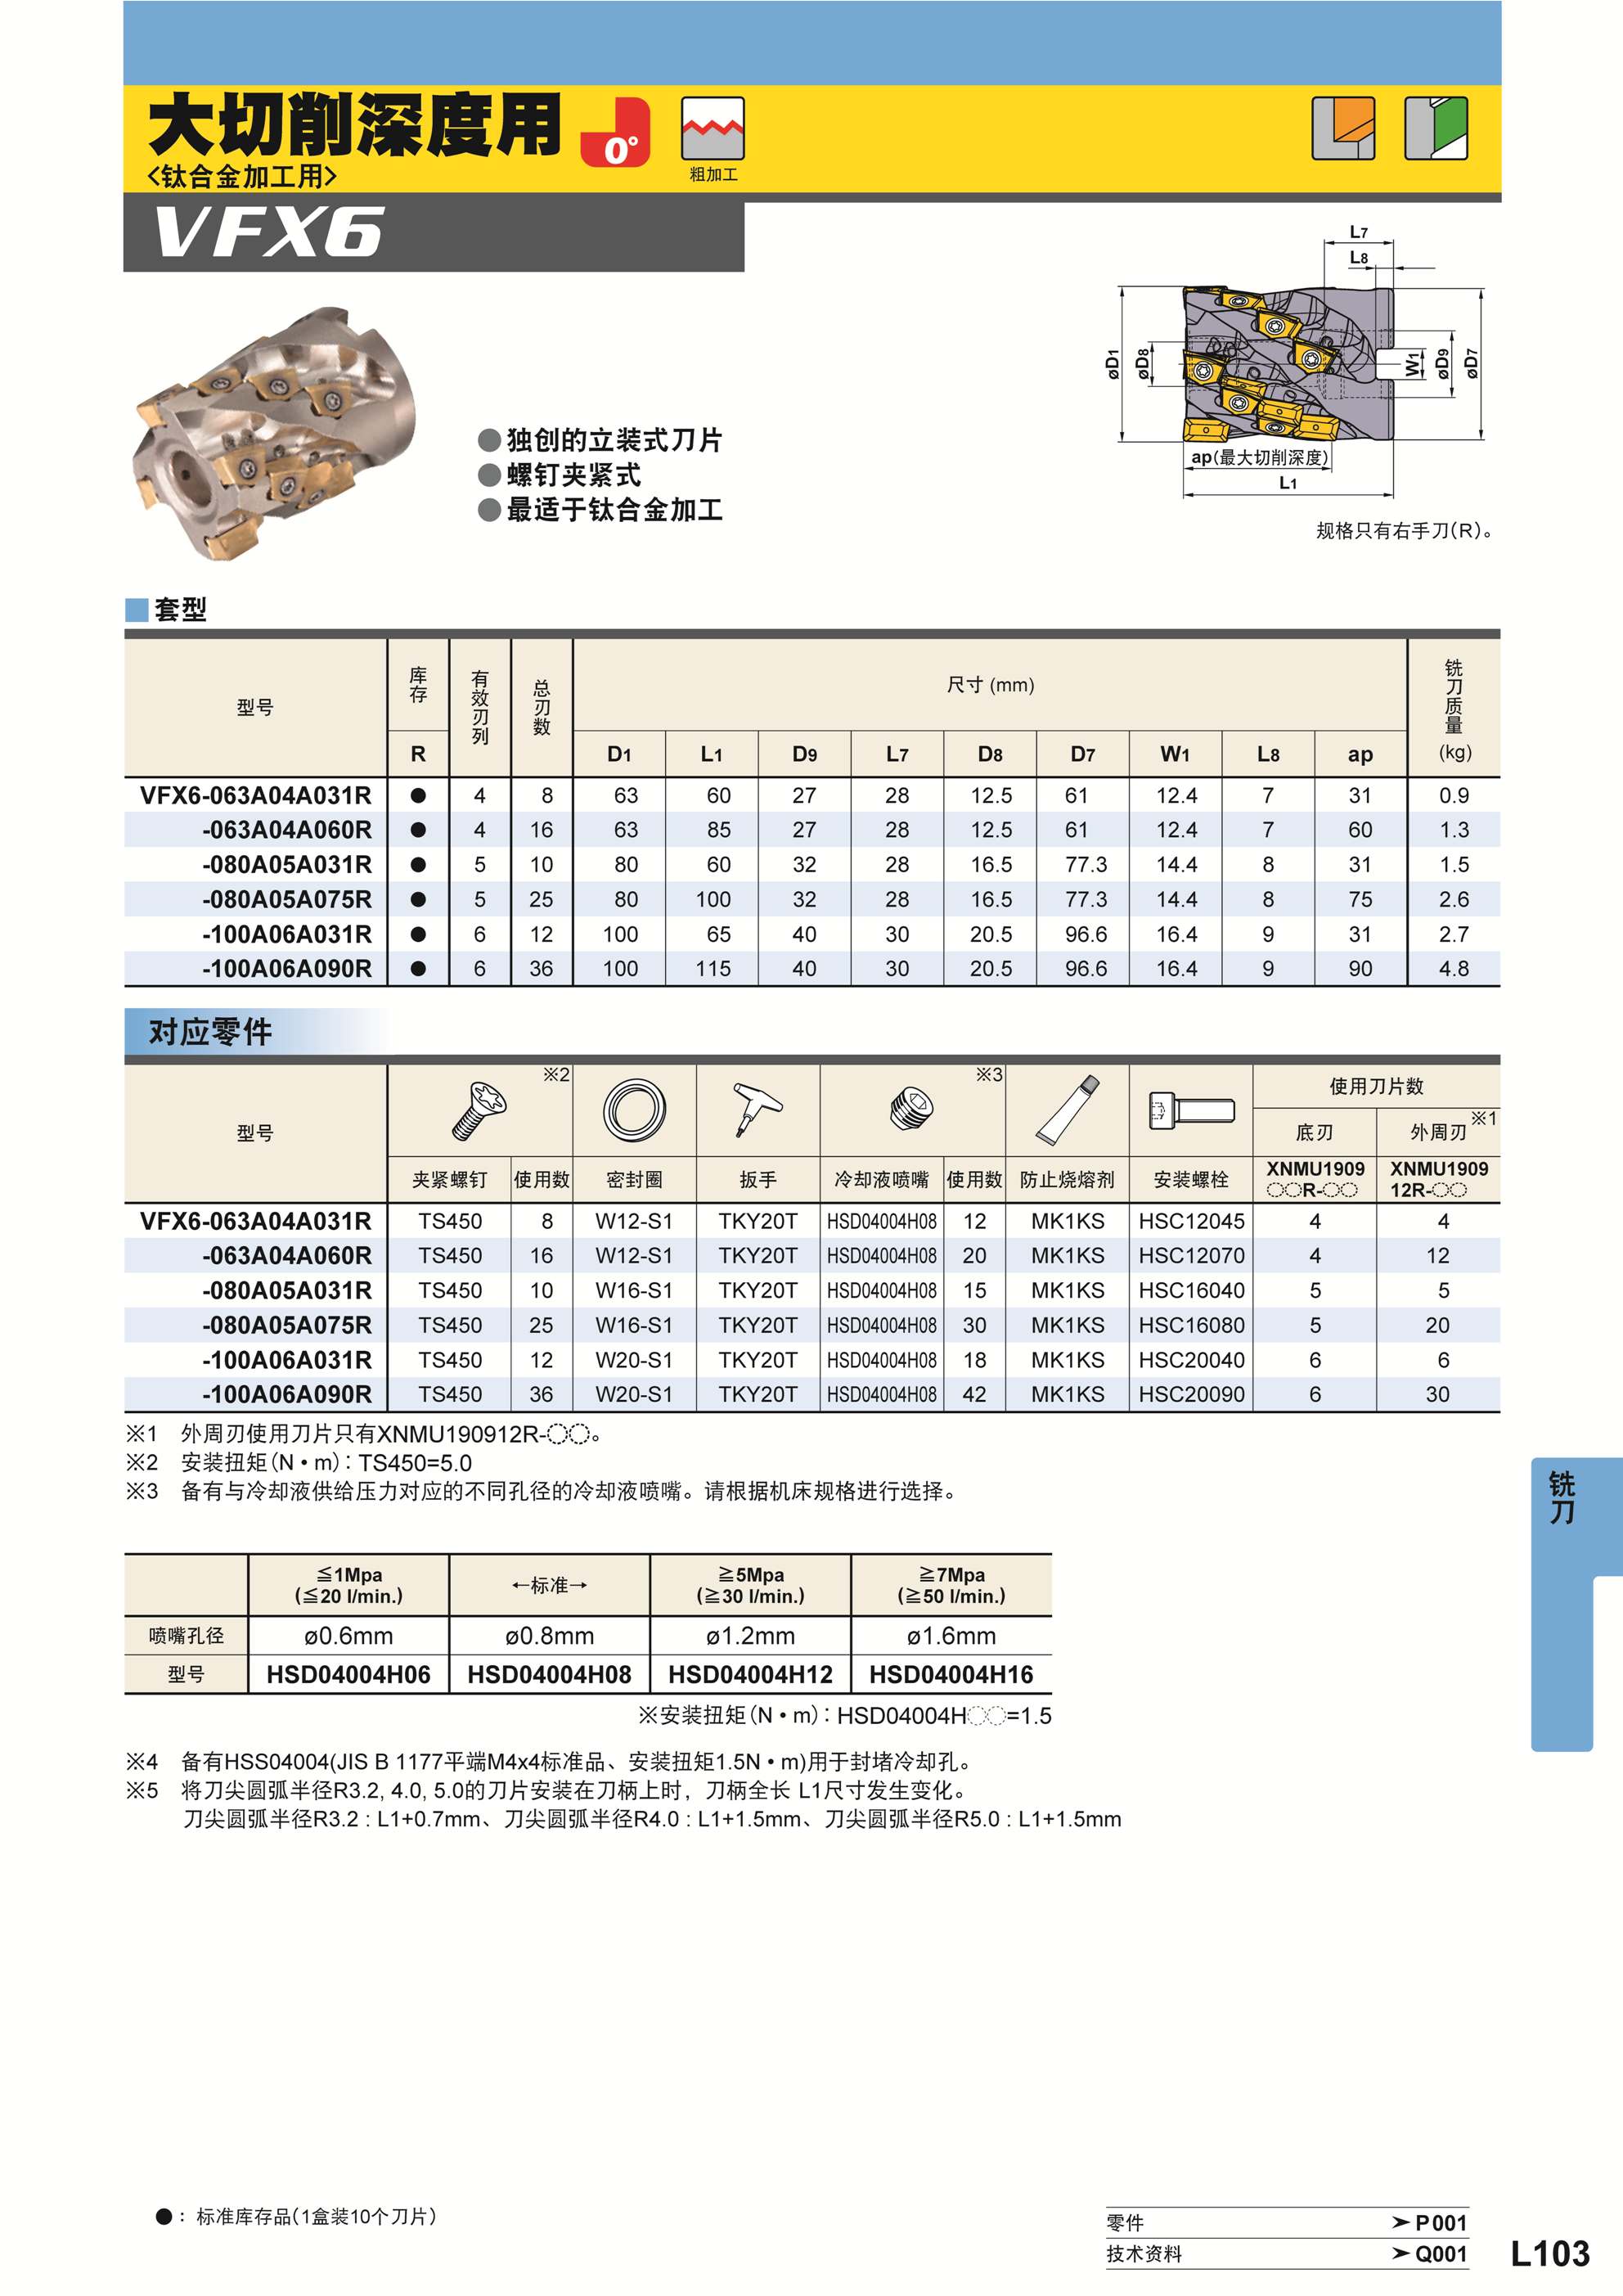 大切削深度用
<钛合金加工用>
0°
粗加工
VFX6
L7
L8
øD1
øD8
W1
øD9
øD7
ap(最大切削深度)
L1
●独创的立装式刀片
●螺钉夹紧式
●最适于钛合金加工
规格只有右手刀(R)。
套型
型号 库存 有效刃列 总刃数 尺寸 (mm) 铣刀质量 (kg)
R D1 L1 D9 L7 D8 D7 W1 L8 ap
VFX6-063A04A031R ● 4 8 63 60 27 28 12.5 61 12.4 7 31 0.9
-063A04A060R ● 4 16 63 85 27 28 12.5 61 12.4 7 60 1.3
-080A05A031R ● 5 10 80 60 32 28 16.5 77.3 14.4 8 31 1.5
-080A05A075R ● 5 25 80 100 32 28 16.5 77.3 14.4 8 75 2.6
-100A06A031R ● 6 12 100 65 40 30 20.5 96.6 16.4 9 31 2.7
-100A06A090R ● 6 36 100 115 40 30 20.5 96.6 16.4 9 90 4.8
对应零件
型号 ※2 ※3 使用刀片数
底刃 外周刃 ※1
夹紧螺钉 使用数 密封圈 扳手 冷却液喷嘴 使用数 防止烧熔剂 安装螺栓 XNMU1909○○R-○○ XNMU190912R-○○
VFX6-063A04A031R TS450 8 W12-S1 TKY20T HSD04004H08 12 MK1KS HSC12045 4 4
-063A04A060R TS450 16 W12-S1 TKY20T HSD04004H08 20 MK1KS HSC12070 4 12
-080A05A031R TS450 10 W16-S1 TKY20T HSD04004H08 15 MK1KS HSC16040 5 5
-080A05A075R TS450 25 W16-S1 TKY20T HSD04004H08 30 MK1KS HSC16080 5 20
-100A06A031R TS450 12 W20-S1 TKY20T HSD04004H08 18 MK1KS HSC20040 6 6
-100A06A090R TS450 36 W20-S1 TKY20T HSD04004H08 42 MK1KS HSC20090 6 30
※1 外周刃使用刀片只有XNMU190912R-○○。
※2 安装扭矩(N•m):TS450=5.0
※3 备有与冷却液供给压力对应的不同孔径的冷却液喷嘴。请根据机床规格进行选择。
≦1Mpa ←标准→ ≧5Mpa ≧7Mpa
(≦20 l/min.) (≧30 l/min.) (≧50 l/min.)
喷嘴孔径 ø0.6mm ø0.8mm ø1.2mm ø1.6mm
型号 HSD04004H06 HSD04004H08 HSD04004H12 HSD04004H16
※安装扭矩(N•m):HSD04004H○○=1.5
※4 备有HSS04004(JIS B 1177平端M4x4标准品、安装扭矩1.5N•m)用于封堵冷却孔。
※5 将刀尖圆弧半径R3.2, 4.0, 5.0的刀片安装在刀柄上时，刀柄全长 L1尺寸发生变化。
刀尖圆弧半径R3.2 : L1+0.7mm、刀尖圆弧半径R4.0 : L1+1.5mm、刀尖圆弧半径R5.0 : L1+1.5mm
铣刀
●：标准库存品(1盒装10个刀片)
零件 ➤P001
技术资料 ➤Q001
L103